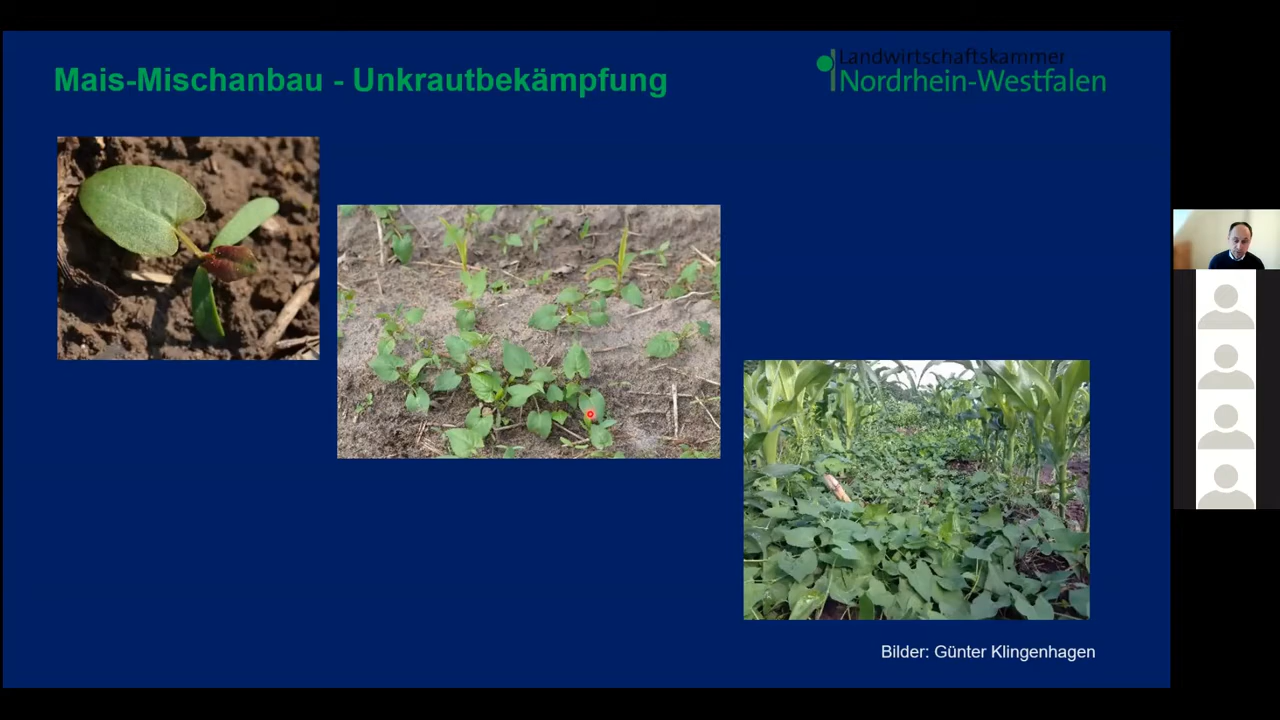 Mais-Mischanbau - Unkrautbekämpfung
Landwirtschaftskammer
Nordrhein-Westfalen
Bilder: Günter Klingenhagen